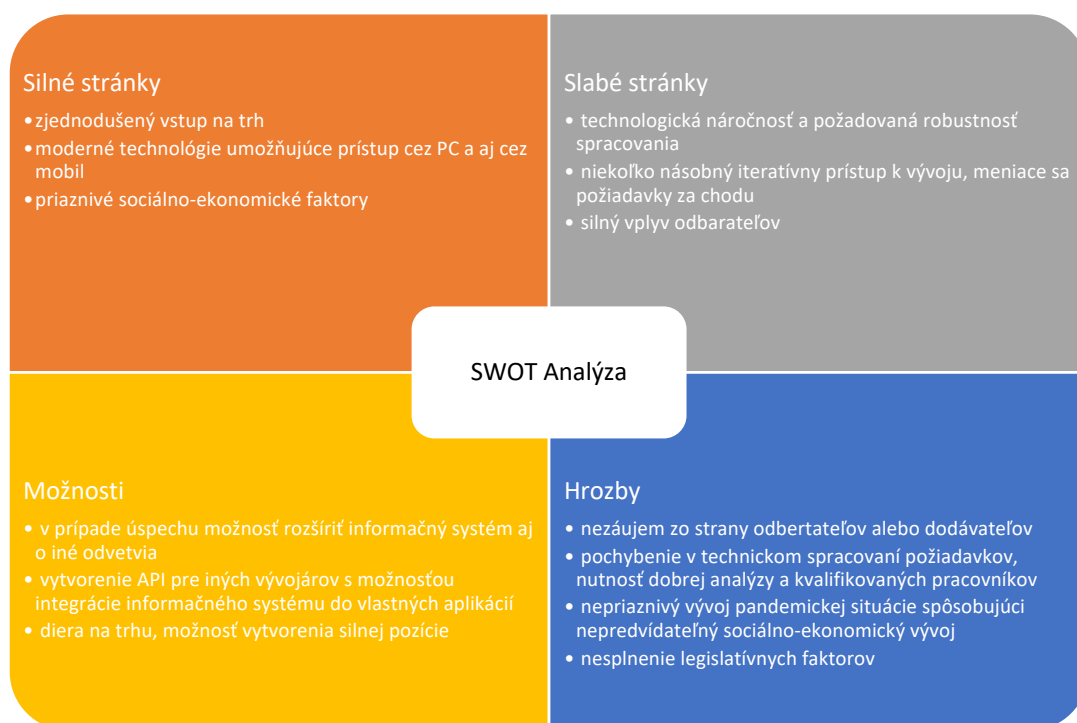 Silné stránky
•zjednodušený vstup na trh
•moderné technológie umožňujúce prístup cez PC a aj cez
mobil
•priaznivé sociálno-ekonomické faktory
Slabé stránky
• technologická náročnosť a požadovaná robustnosť
spracovania
• niekoľko násobný iteratívny prístup k vývoju, meniace sa
požiadavky za chodu
• silný vplyv odbarateľov
SWOT Analýza
Možnosti
• v prípade úspechu možnosť rozšíriť informačný systém aj
o iné odvetvia
• vytvorenie API pre iných vývojárov s možnosťou
integrácie informačného systému do vlastných aplikácií
• diera na trhu, možnosť vytvorenia silnej pozície
Hrozby
• nezáujem zo strany odbertateľov alebo dodávateľov
• pochybenie v technickom spracovaní požiadavkov,
nutnosť dobrej analýzy a kvalifikovaných pracovníkov
• nepriaznivý vývoj pandemickej situácie spôsobujúci
nepredvídateľný sociálno-ekonomický vývoj
• nesplnenie legislatívnych faktorov